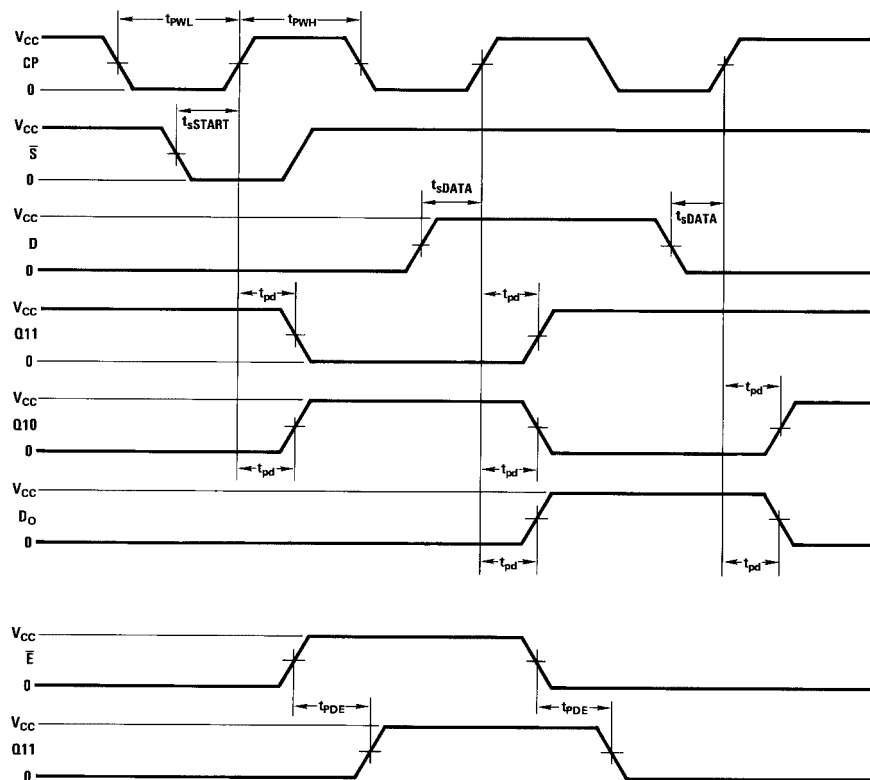 tPWL tPWH
VCC
CP
0
tsSTART
VCC
S̅
0
tsDATA
tsDATA
VCC
D
0
tpd tpd
VCC
Q11
0
tpd
VCC
Q10
0
tpd tpd
VCC
DO
0
tpd tpd
VCC
E̅
0
tPDE tPDE
VCC
Q11
0